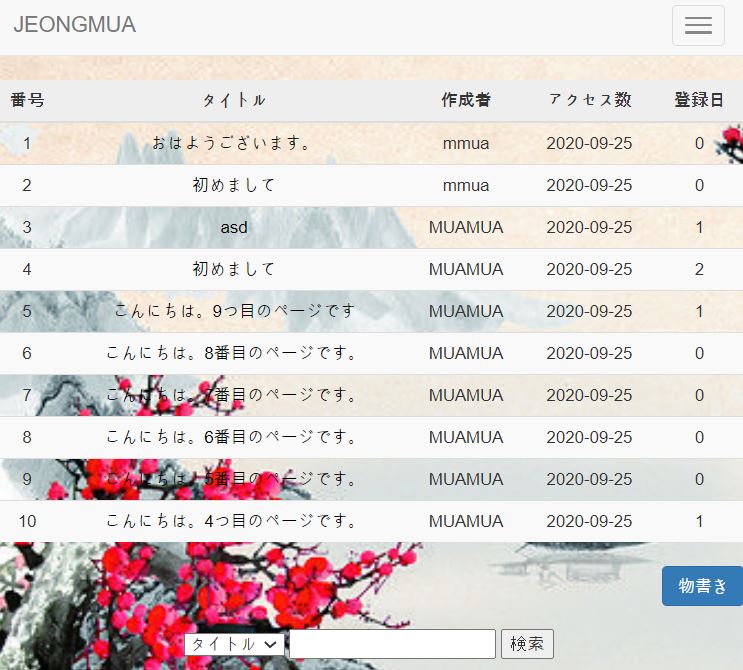 JEONGMUA
番号 タイトル 作成者 アクセス数 登録日
1 おはようございます。 mmua 2020-09-25 0
2 初めまして mmua 2020-09-25 0
3 asd MUAMUA 2020-09-25 1
4 初めまして MUAMUA 2020-09-25 2
5 こんにちは。9つ目のページです MUAMUA 2020-09-25 1
6 こんにちは。8番目のページです。 MUAMUA 2020-09-25 0
7 こんにちは。7番目のページです。 MUAMUA 2020-09-25 0
8 こんにちは。6番目のページです。 MUAMUA 2020-09-25 0
9 こんにちは。5番目のページです。 MUAMUA 2020-09-25 0
10 こんにちは。4つ目のページです。 MUAMUA 2020-09-25 1
物書き
タイトル 検索